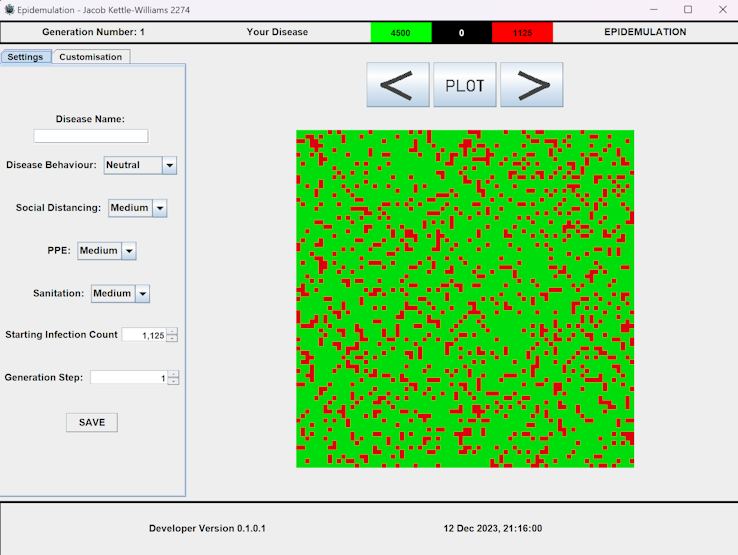 Epidemulation - Jacob Kettle-Williams 2274
Generation Number: 1 Your Disease 4500 0 1125 EPIDEMULATION
Settings Customisation
< PLOT >
Disease Name:
Disease Behaviour: Neutral
Social Distancing: Medium
PPE: Medium
Sanitation: Medium
Starting Infection Count 1,125
Generation Step: 1
SAVE
Developer Version 0.1.0.1 12 Dec 2023, 21:16:00